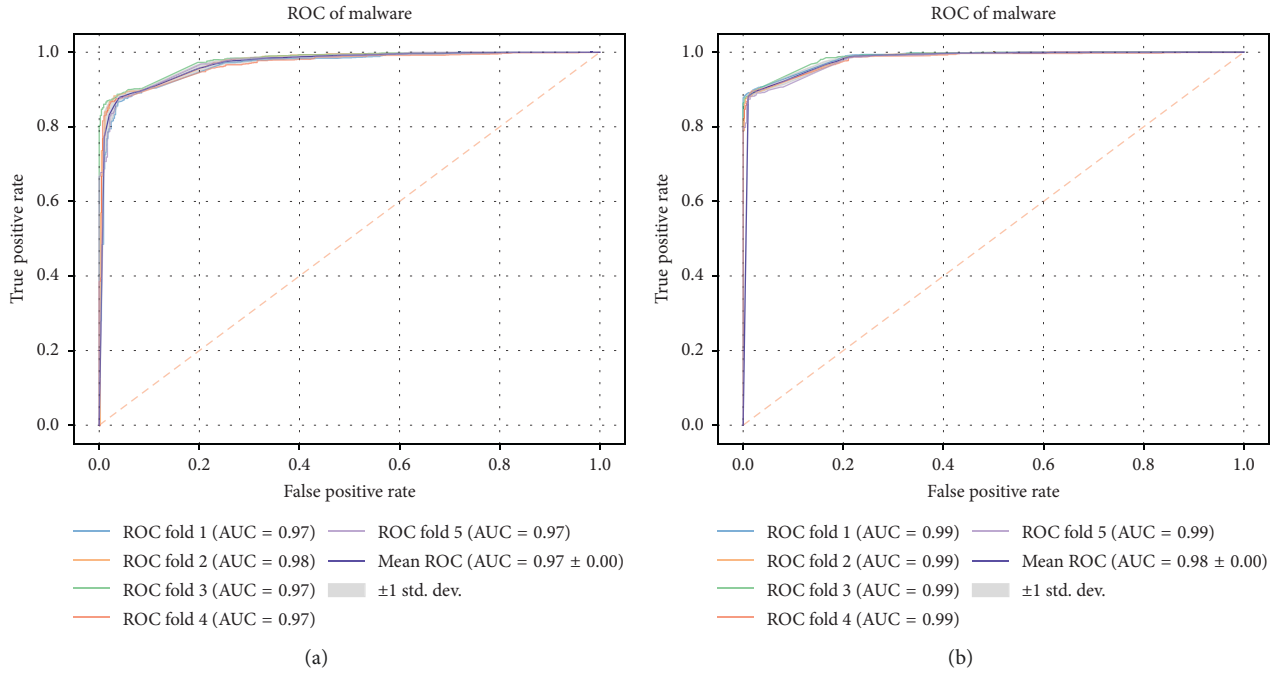 ROC of malware
True positive rate
1.0
0.8
0.6
0.4
0.2
0.0
0.0 0.2 0.4 0.6 0.8 1.0
False positive rate
ROC fold 1 (AUC = 0.97)
ROC fold 2 (AUC = 0.98)
ROC fold 3 (AUC = 0.97)
ROC fold 4 (AUC = 0.97)
ROC fold 5 (AUC = 0.97)
Mean ROC (AUC = 0.97 ± 0.00)
±1 std. dev.
(a)
ROC of malware
True positive rate
1.0
0.8
0.6
0.4
0.2
0.0
0.0 0.2 0.4 0.6 0.8 1.0
False positive rate
ROC fold 1 (AUC = 0.99)
ROC fold 2 (AUC = 0.99)
ROC fold 3 (AUC = 0.99)
ROC fold 4 (AUC = 0.99)
ROC fold 5 (AUC = 0.99)
Mean ROC (AUC = 0.98 ± 0.00)
±1 std. dev.
(b)